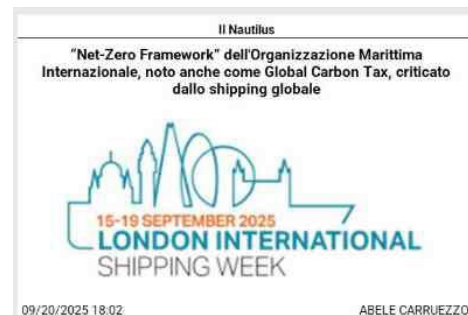 Il Nautilus
“Net-Zero Framework” dell'Organizzazione Marittima
Internazionale, noto anche come Global Carbon Tax, criticato
dallo shipping globale
15-19 SEPTEMBER 2025
LONDON INTERNATIONAL
SHIPPING WEEK
09/20/2025 18:02
ABELE CARRUEZZO